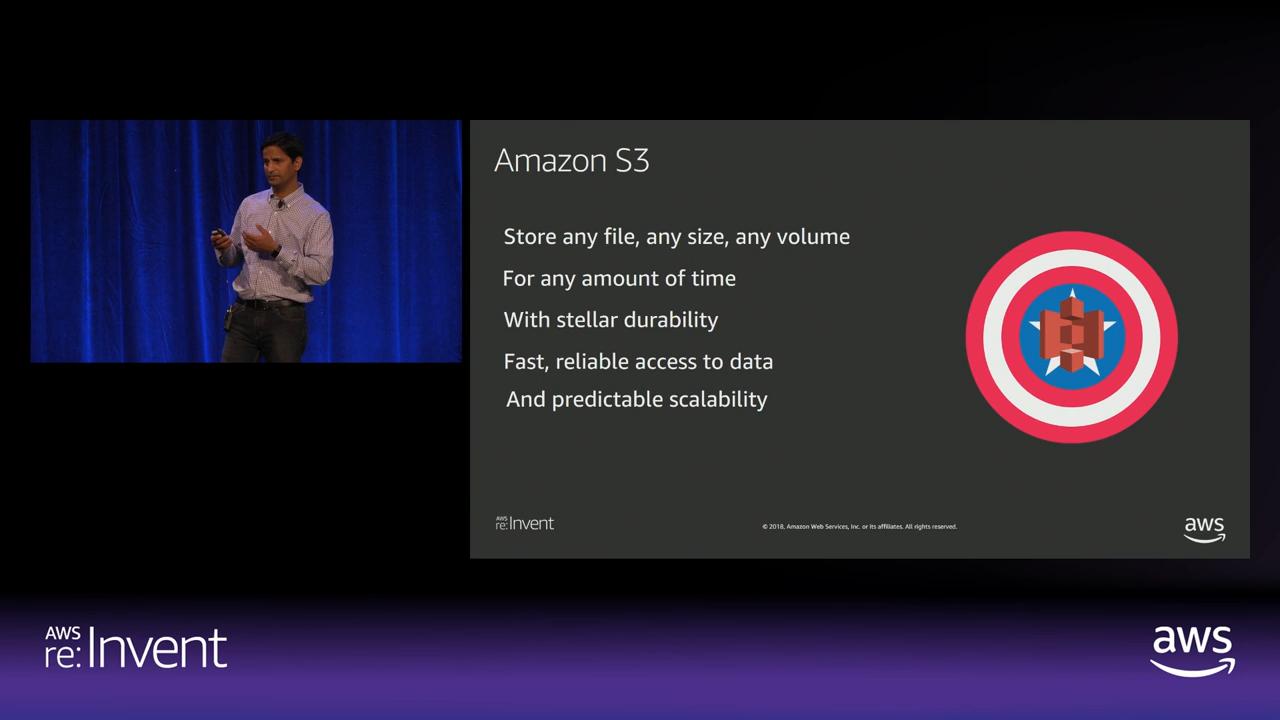 Amazon S3
Store any file, any size, any volume
For any amount of time
With stellar durability
Fast, reliable access to data
And predictable scalability
AWS
re:Invent
© 2018, Amazon Web Services, Inc. or its affiliates. All rights reserved.
aws
AWS
re:Invent
aws